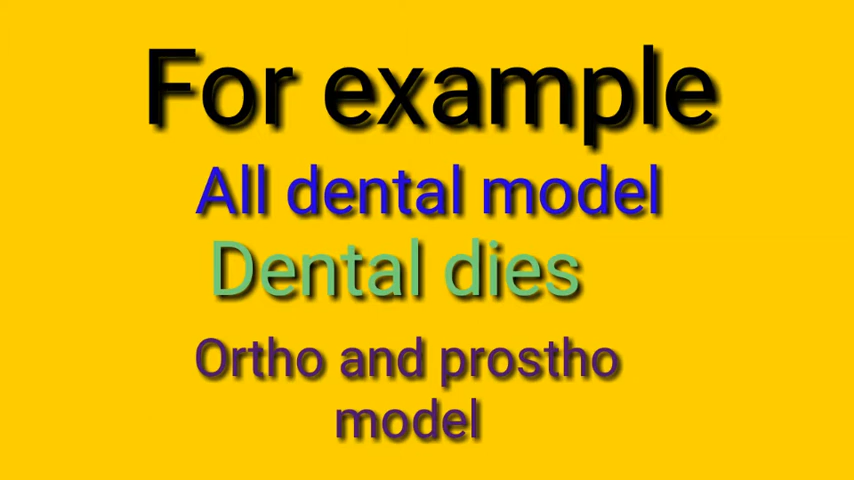 For example
All dental model
Dental dies
Ortho and prostho
model